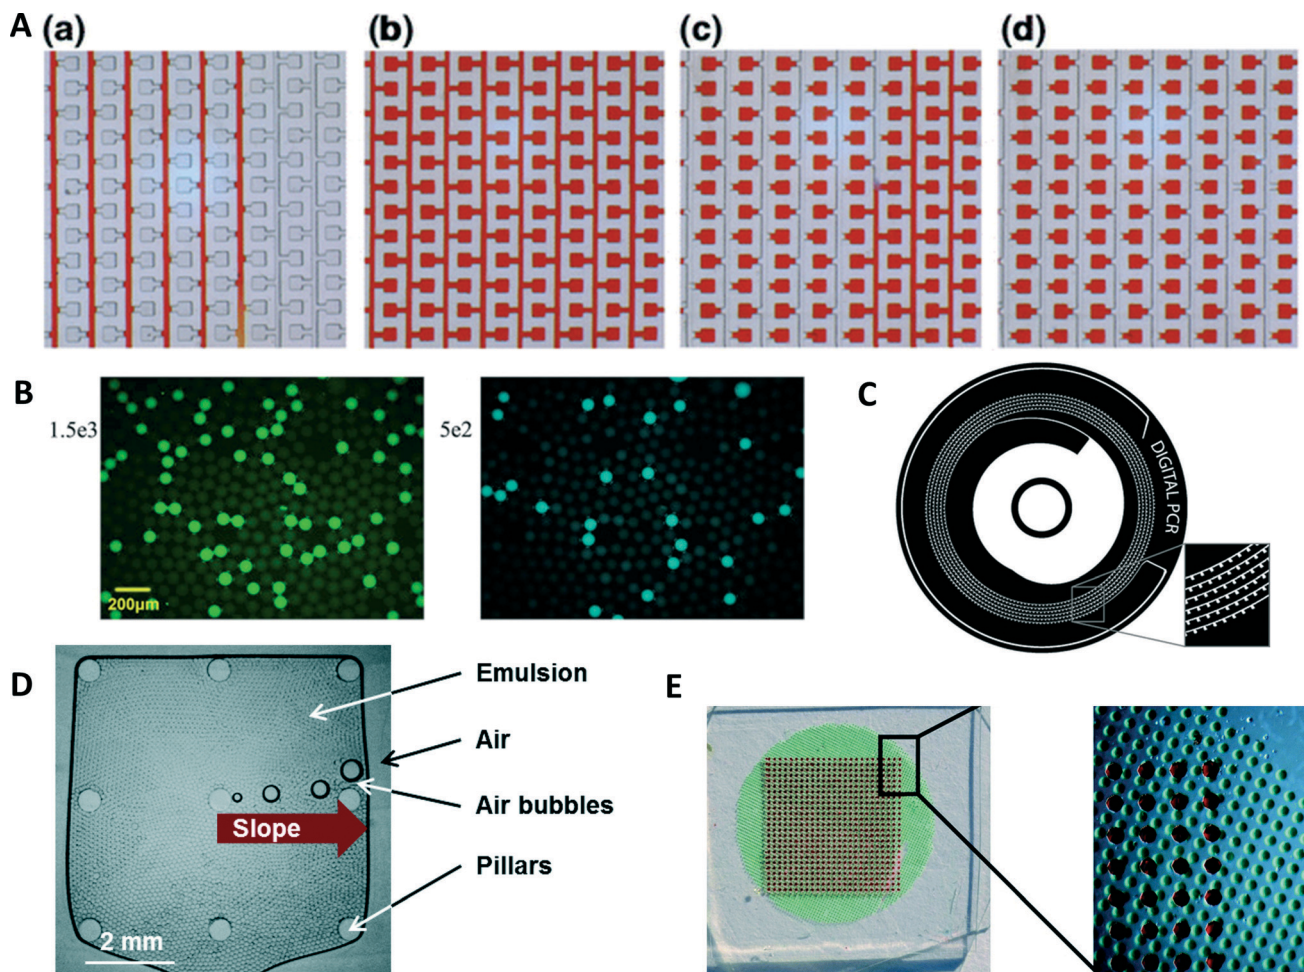 A
(a)
(b)
(c)
(d)
B
1.5e3
200μm
5e2
C
DIGITAL PCR
D
Emulsion
Air
Air bubbles
Slope
Pillars
2 mm
E